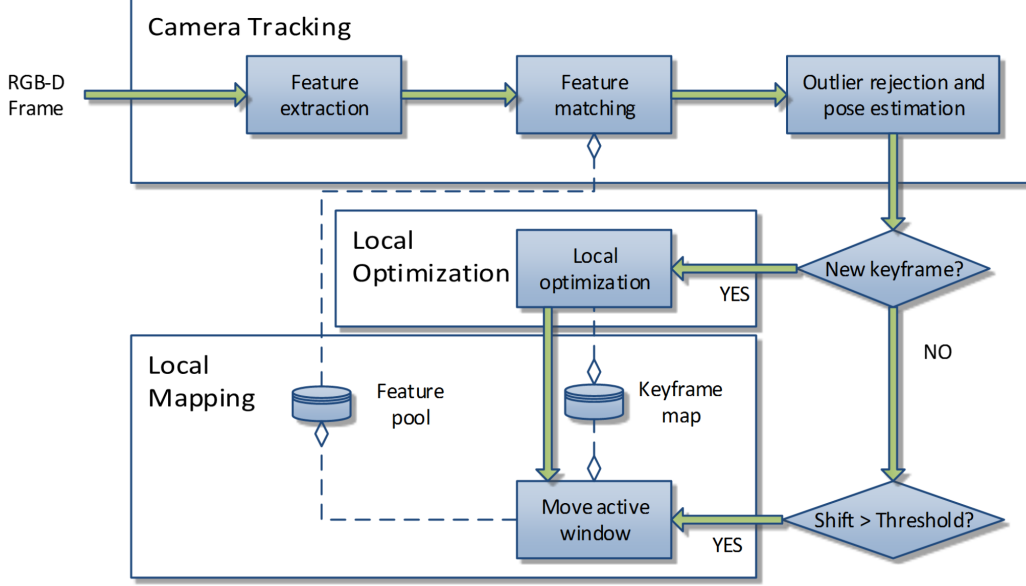 Camera Tracking
RGB-D
Frame
Feature
extraction
Feature
matching
Outlier rejection and
pose estimation
Local
Optimization
Local
optimization
New keyframe?
YES
NO
Local
Mapping
Feature
pool
Keyframe
map
Move active
window
Shift > Threshold?
YES